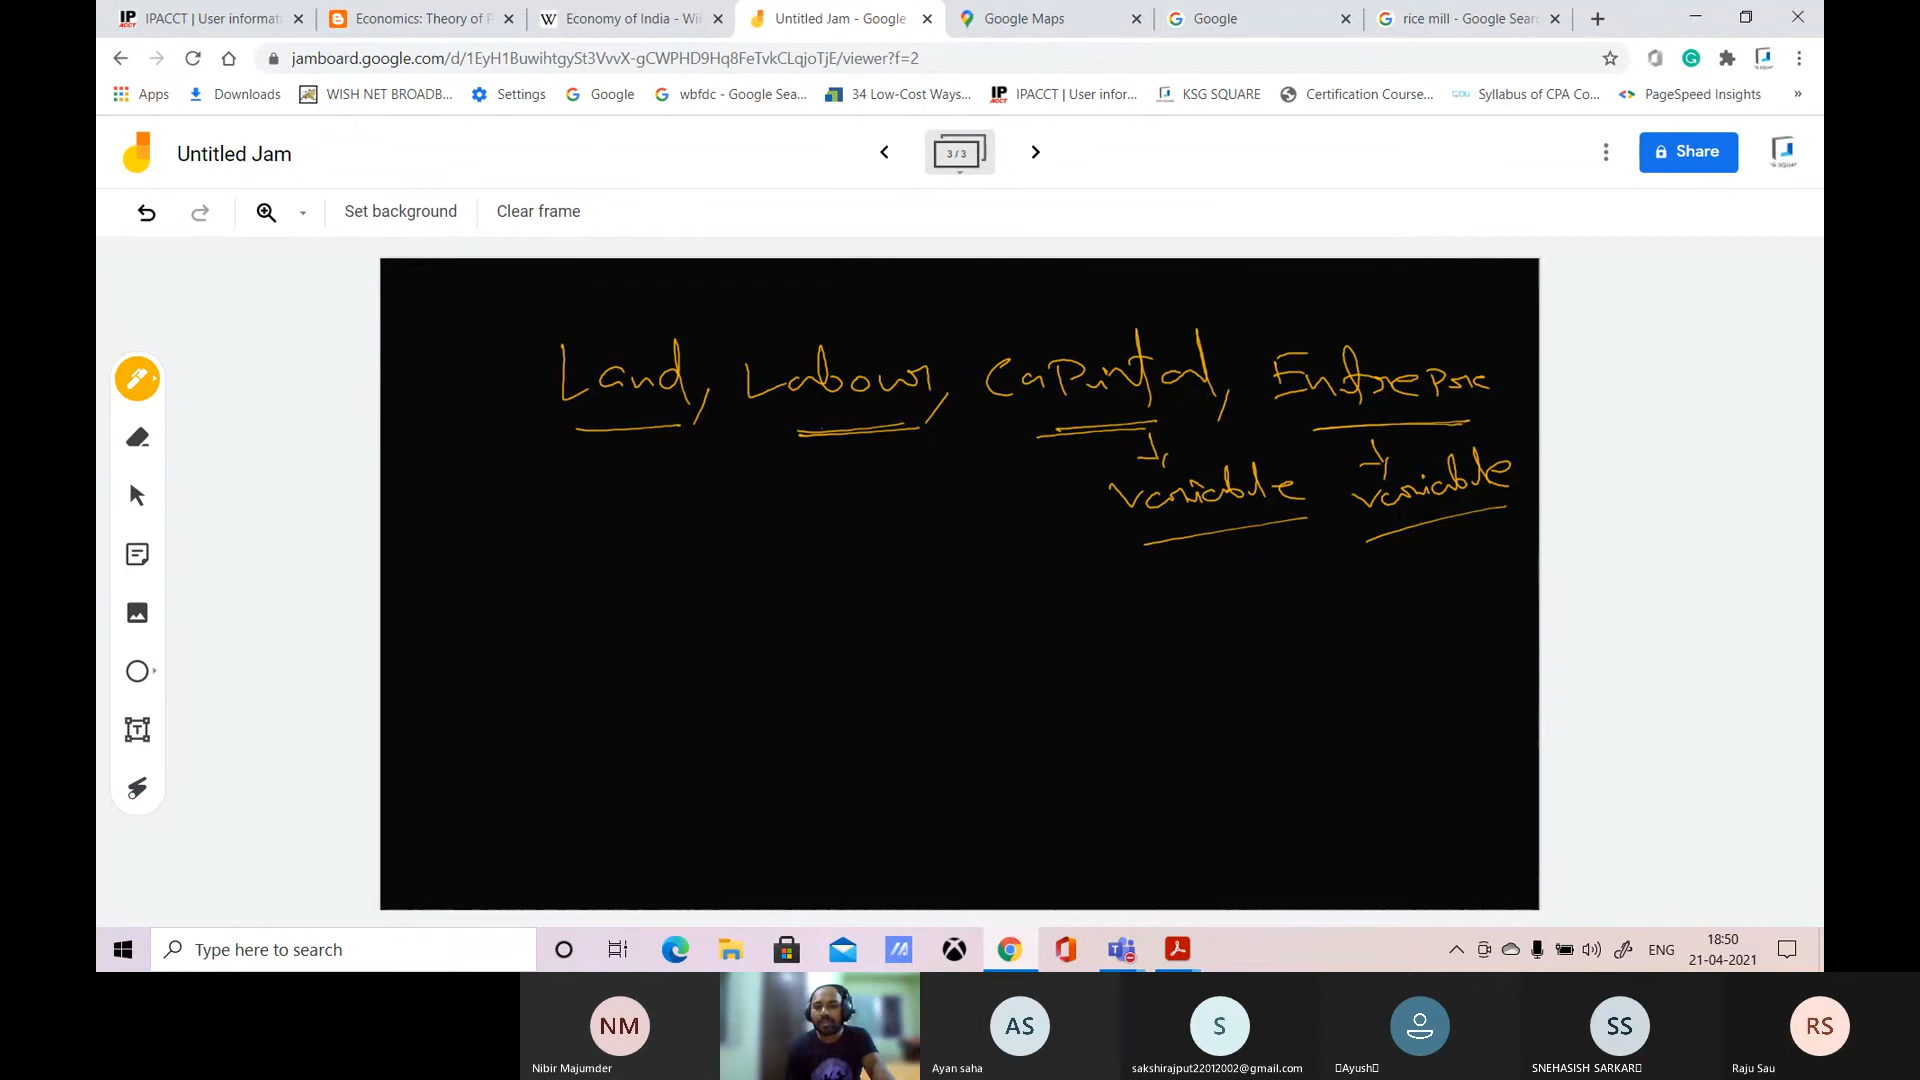 IPACCT | User informati
Economics: Theory of P
Economy of India - Wik
Untitled Jam - Google
Google Maps
Google
rice mill - Google Searc
jamboard.google.com/d/1EyH1BuwihtgySt3VvvX-gCWPHD9Hq8FeTvkCLqjoTjE/viewer?f=2
Apps
Downloads
WISH NET BROADB...
Settings
Google
wbfdc - Google Sea...
34 Low-Cost Ways...
IPACCT | User infor...
KSG SQUARE
Certification Course...
Syllabus of CPA Co...
PageSpeed Insights
»
Untitled Jam
3 / 3
Share
Set background
Clear frame
Land, Labour, Capital, Entrepre
variable variable
Type here to search
ENG
18:50
21-04-2021
NM
AS
S
SS
RS
Nibir Majumder
Ayan saha
sakshirajput22012002@gmail.com
Ayush
SNEHASISH SARKAR
Raju Sau